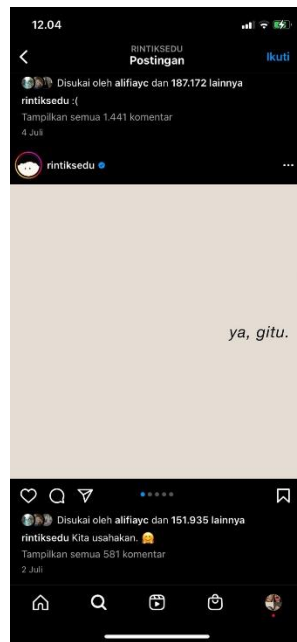 12.04
RINTIKSEDU
Postingan
Ikuti
Disukai oleh alifiayc dan 187.172 lainnya
rintiksedu :(
Tampilkan semua 1.441 komentar
4 Juli
rintiksedu
ya, gitu.
Disukai oleh alifiayc dan 151.935 lainnya
rintiksedu Kita usahakan. 🤗
Tampilkan semua 581 komentar
2 Juli